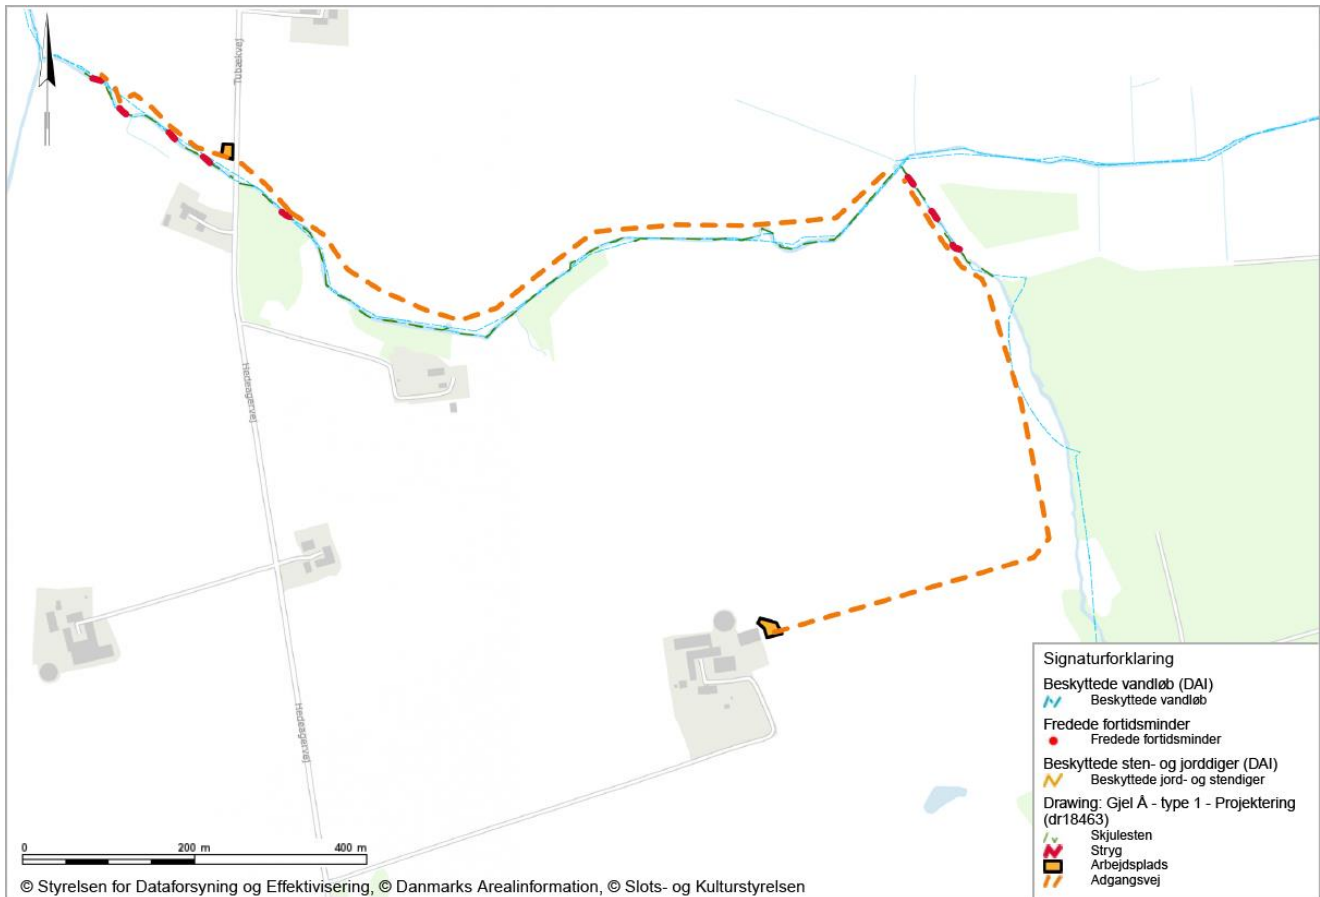 Tubækvej
Hedeagervej
Hedeagervej
Signaturforklaring
Beskyttede vandløb (DAI)
Beskyttede vandløb
Fredede fortidsminder
Fredede fortidsminder
Beskyttede sten- og jorddiger (DAI)
Beskyttede jord- og stendiger
Drawing: Gjel Å - type 1 - Projektering
(dr18463)
Skjulesten
Stryg
Arbejdsplads
Adgangsvej
0 200 m 400 m
© Styrelsen for Dataforsyning og Effektivisering, © Danmarks Arealinformation, © Slots- og Kulturstyrelsen